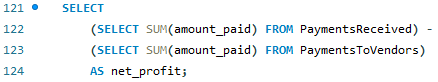 121 SELECT
122 (SELECT SUM(amount_paid) FROM PaymentsReceived) -
123 (SELECT SUM(amount_paid) FROM PaymentsToVendors)
124 AS net_profit;